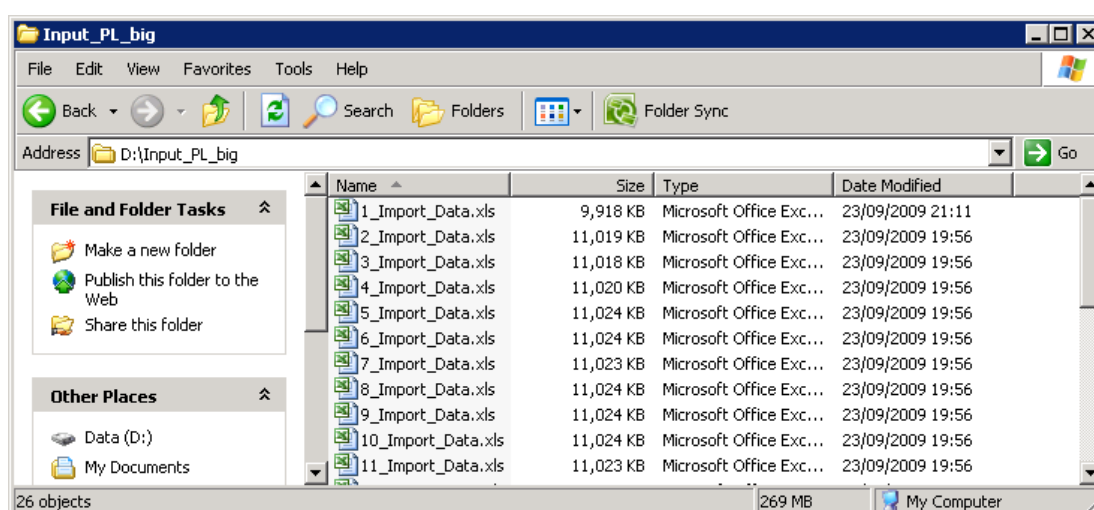 Input_PL_big
File Edit View Favorites Tools Help
Back Search Folders Folder Sync
Address D:\Input_PL_big Go
File and Folder Tasks
Make a new folder
Publish this folder to the
Web
Share this folder
Other Places
Data (D:)
My Documents
Name Size Type Date Modified
1_Import_Data.xls 9,918 KB Microsoft Office Exc... 23/09/2009 21:11
2_Import_Data.xls 11,019 KB Microsoft Office Exc... 23/09/2009 19:56
3_Import_Data.xls 11,018 KB Microsoft Office Exc... 23/09/2009 19:56
4_Import_Data.xls 11,020 KB Microsoft Office Exc... 23/09/2009 19:56
5_Import_Data.xls 11,024 KB Microsoft Office Exc... 23/09/2009 19:56
6_Import_Data.xls 11,024 KB Microsoft Office Exc... 23/09/2009 19:56
7_Import_Data.xls 11,023 KB Microsoft Office Exc... 23/09/2009 19:56
8_Import_Data.xls 11,024 KB Microsoft Office Exc... 23/09/2009 19:56
9_Import_Data.xls 11,024 KB Microsoft Office Exc... 23/09/2009 19:56
10_Import_Data.xls 11,024 KB Microsoft Office Exc... 23/09/2009 19:56
11_Import_Data.xls 11,023 KB Microsoft Office Exc... 23/09/2009 19:56
26 objects 269 MB My Computer